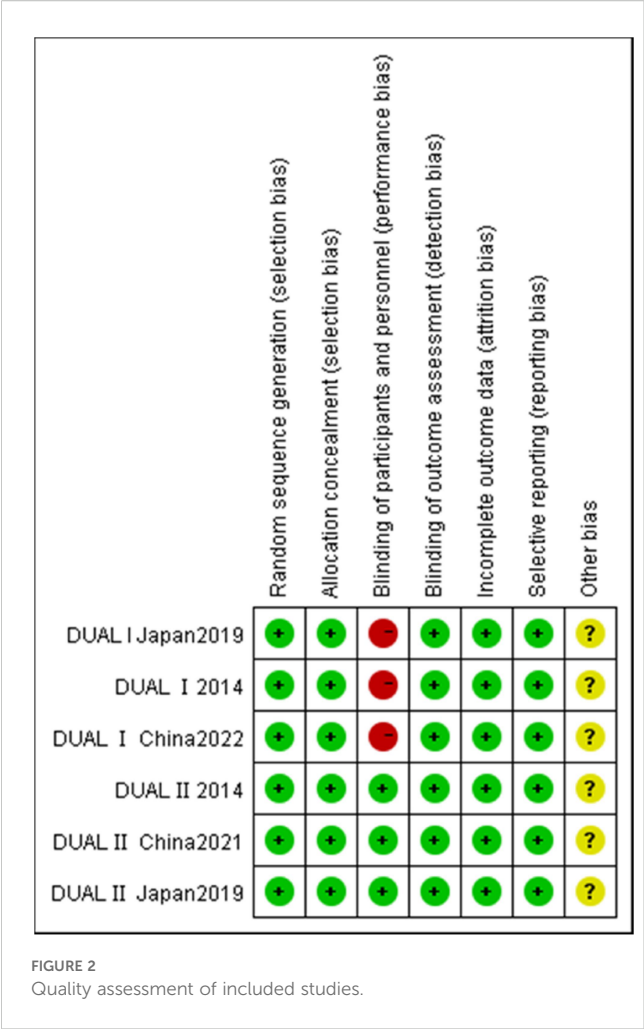 Random sequence generation (selection bias)
Allocation concealment (selection bias)
Blinding of participants and personnel (performance bias)
Blinding of outcome assessment (detection bias)
Incomplete outcome data (attrition bias)
Selective reporting (reporting bias)
Other bias
DUAL I Japan2019 + + - + + + ?
DUAL I 2014 + + - + + + ?
DUAL I China2022 + + - + + + ?
DUAL II 2014 + + + + + + ?
DUAL II China2021 + + + + + + ?
DUAL II Japan2019 + + + + + + ?
FIGURE 2
Quality assessment of included studies.